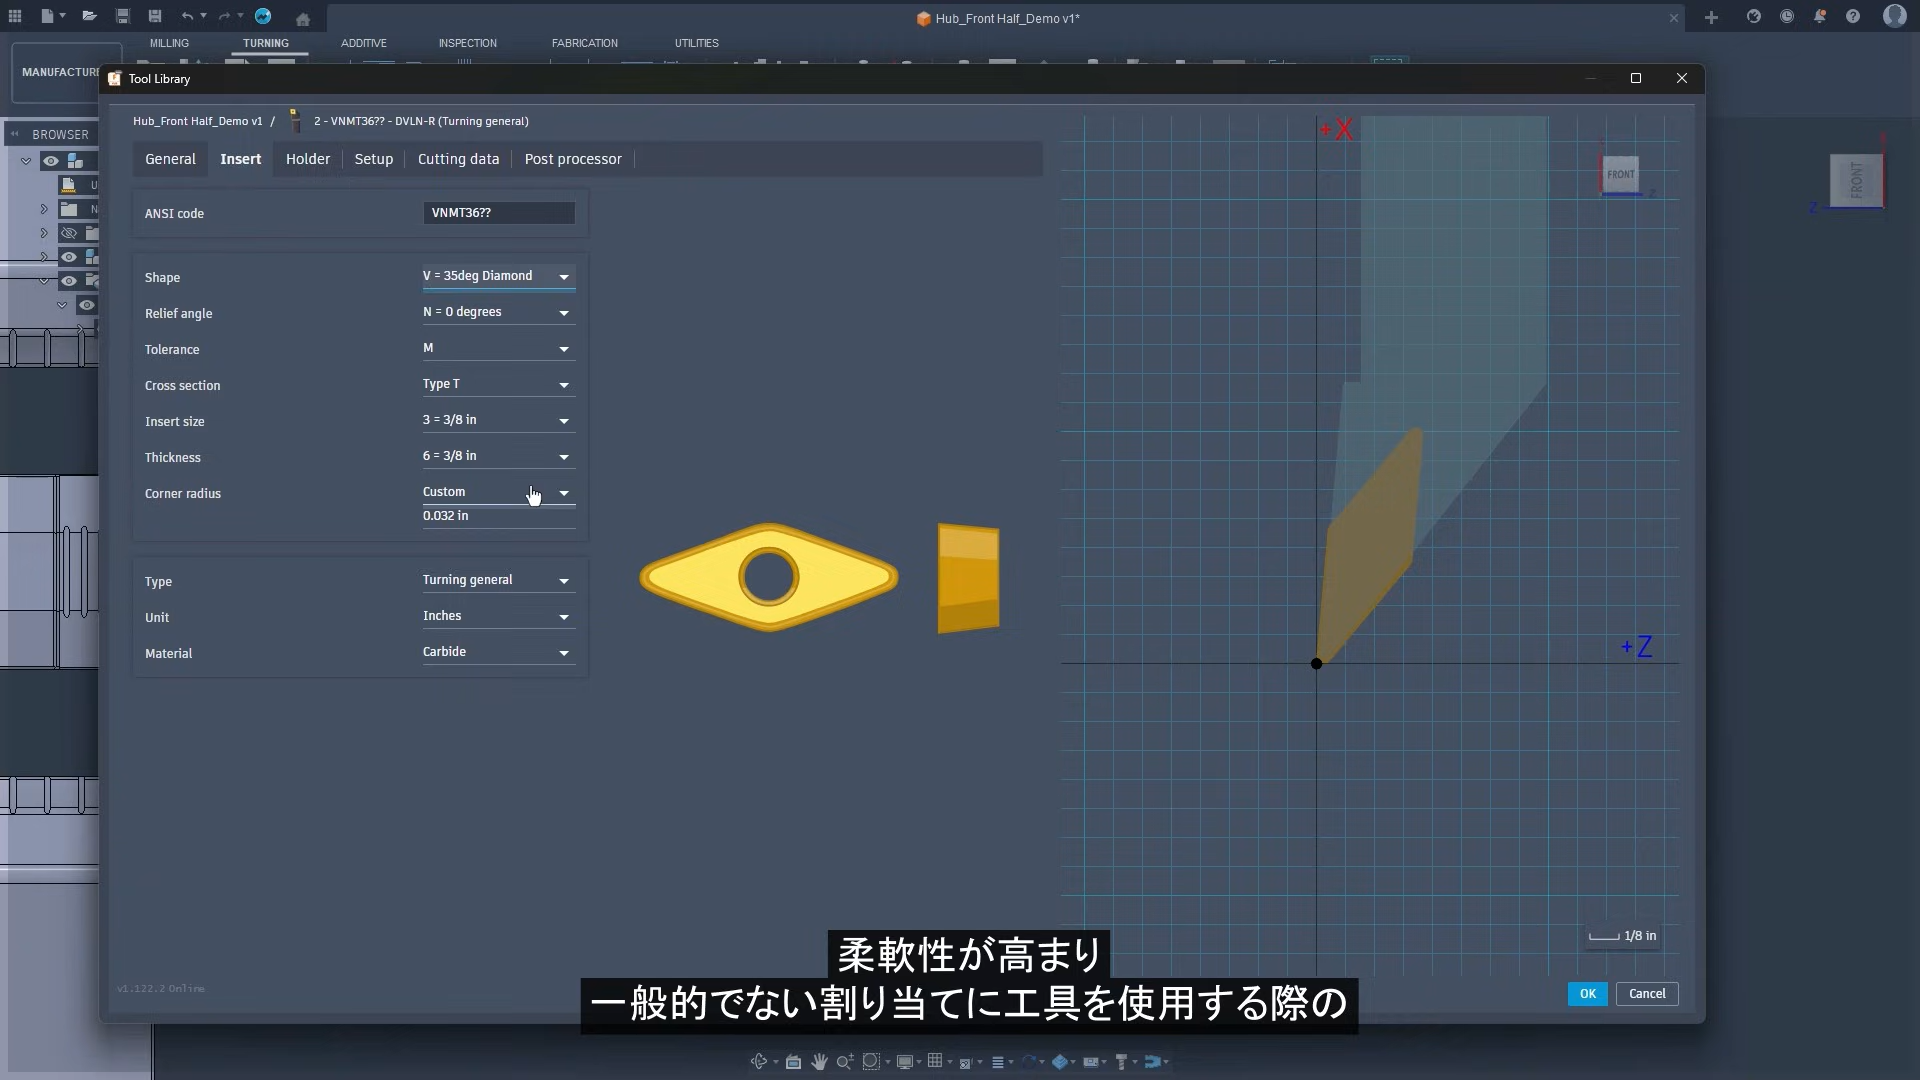 Hub_Front Half_Demo v1*
MILLING
TURNING
ADDITIVE
INSPECTION
FABRICATION
UTILITIES
MANUFACTURE
Tool Library
BROWSER
U
N
Hub_Front Half_Demo v1 / 2 - VNMT36?? - DVLN-R (Turning general)
General
Insert
Holder
Setup
Cutting data
Post processor
ANSI code VNMT36??
Shape V = 35deg Diamond
Relief angle N = 0 degrees
Tolerance M
Cross section Type T
Insert size 3 = 3/8 in
Thickness 6 = 3/8 in
Corner radius Custom
0.032 in
Type Turning general
Unit Inches
Material Carbide
+X
FRONT
Z
+Z
1/8 in
FRONT
Z
v1.122.2 Online
OK
Cancel
柔軟性が高まり
一般的でない割り当てに工具を使用する際の